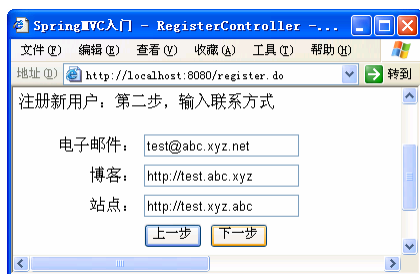 SpringMVC入门 - RegisterController -...
文件(F) 编辑(E) 查看(V) 收藏(A) 工具(T) 帮助(H)
地址(D) http://localhost:8080/register.do 转到
注册新用户：第二步，输入联系方式
电子邮件： test@abc.xyz.net
博客： http://test.abc.xyz
站点： http://test.xyz.abc
上一步 下一步